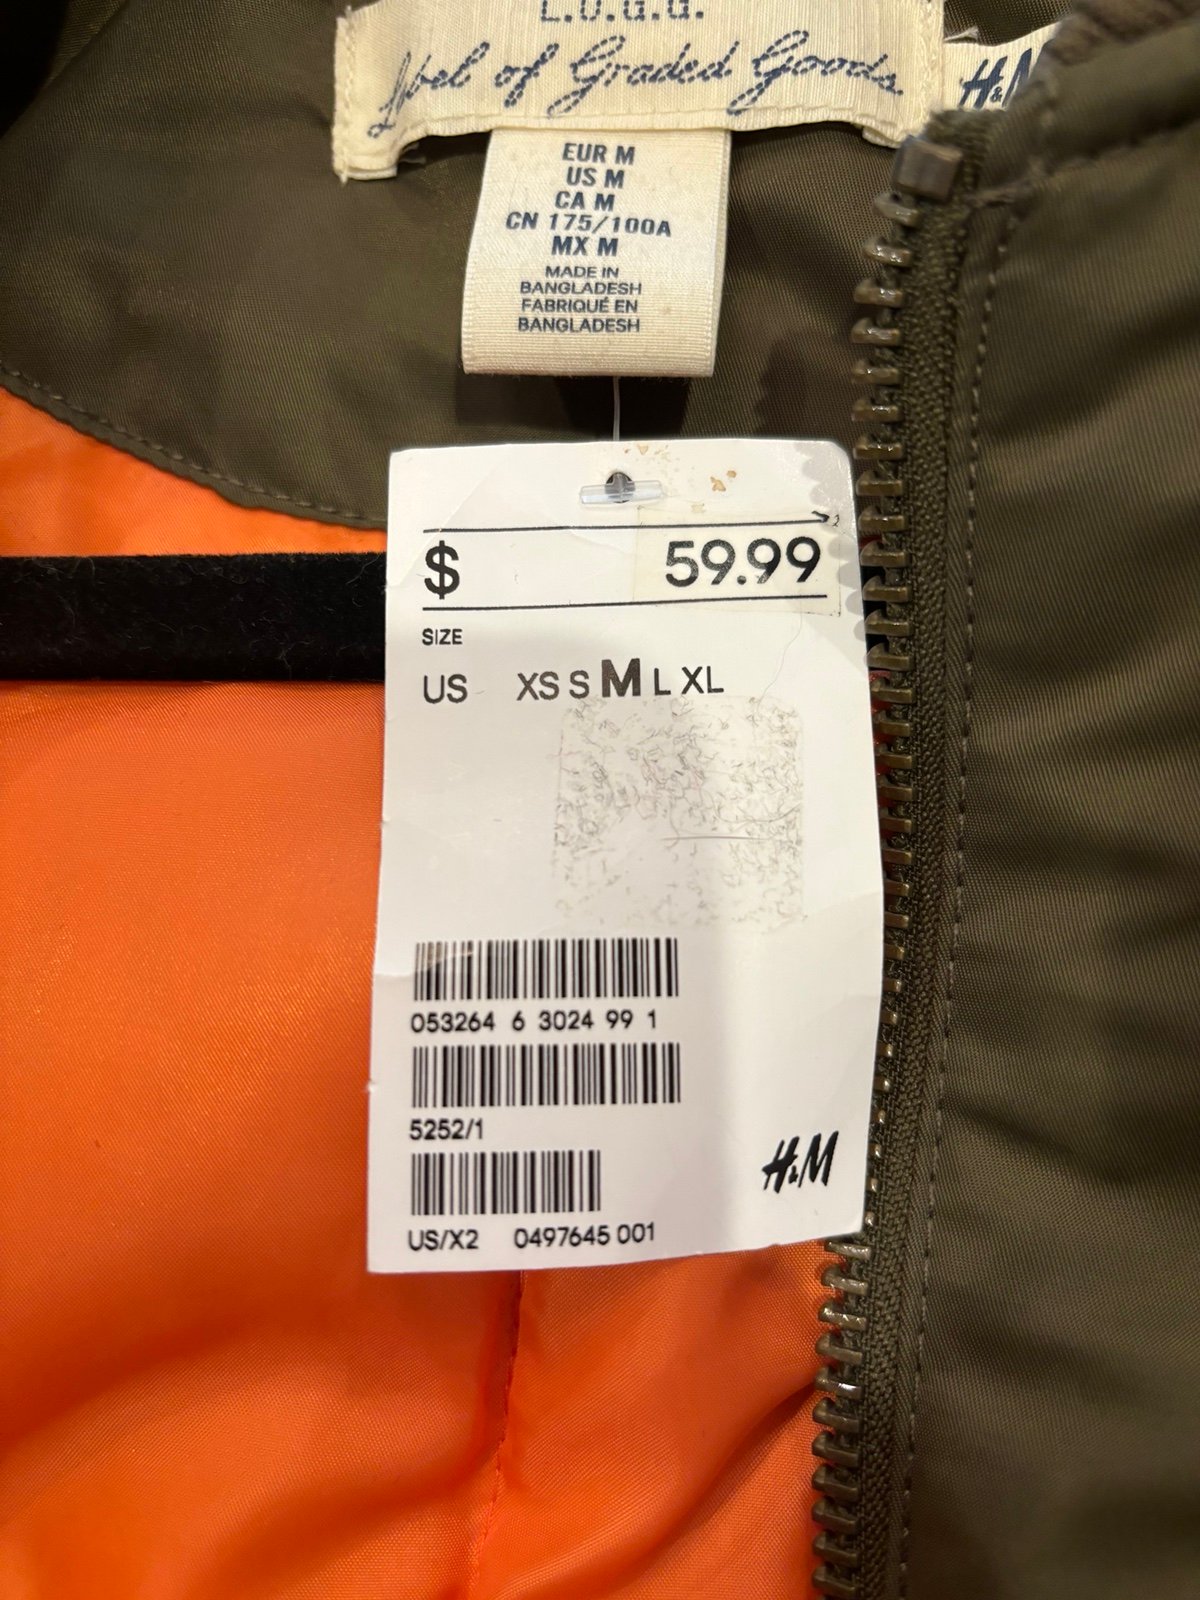 L.O.G.G.
Label of Graded Goods
H&M
EUR M
US M
CA M
CN 175/100A
MX M
MADE IN
BANGLADESH
FABRIQUÉ EN
BANGLADESH
$ 59.99
SIZE
US XS S M L XL
053264 6 3024 99 1
5252/1
H&M
US/X2 0497645 001